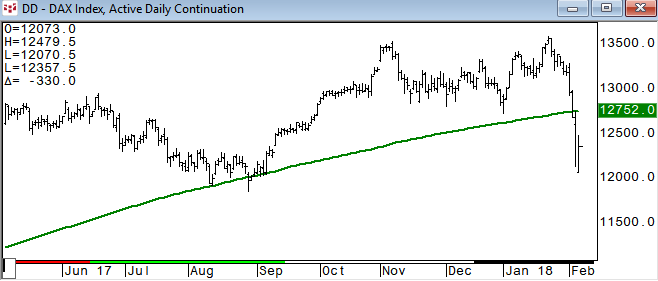 DD - DAX Index, Active Daily Continuation
O=12073.0
H=12479.5
L=12070.5
L=12357.5
Δ= -330.0
13500.0
13000.0
12752.0
12500.0
12000.0
11500.0
Jun 17 Jul Aug Sep Oct Nov Dec Jan 18 Feb